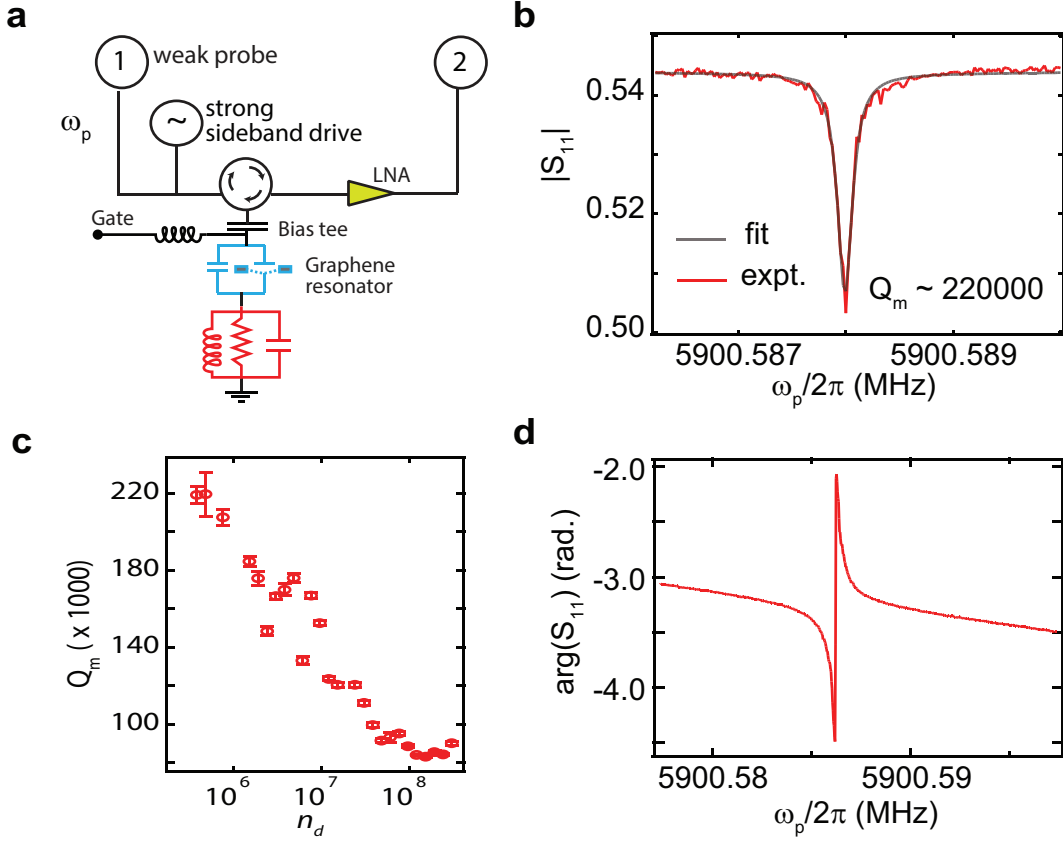 a
1
weak probe
2
ω_p
~
strong
sideband drive
LNA
Gate
Bias tee
Graphene
resonator
b
|S_11|
0.54
0.52
0.50
fit
expt.
Q_m ~ 220000
5900.587
5900.589
ω_p/2π (MHz)
c
Q_m ( x 1000)
220
180
140
100
10^6
10^7
10^8
n_d
d
arg(S_11) (rad.)
-2.0
-3.0
-4.0
5900.58
5900.59
ω_p/2π (MHz)